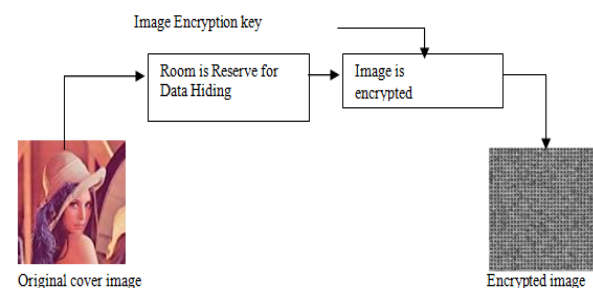 Image Encryption key
Room is Reserve for
Data Hiding
Image is
encrypted
Original cover image
Encrypted image